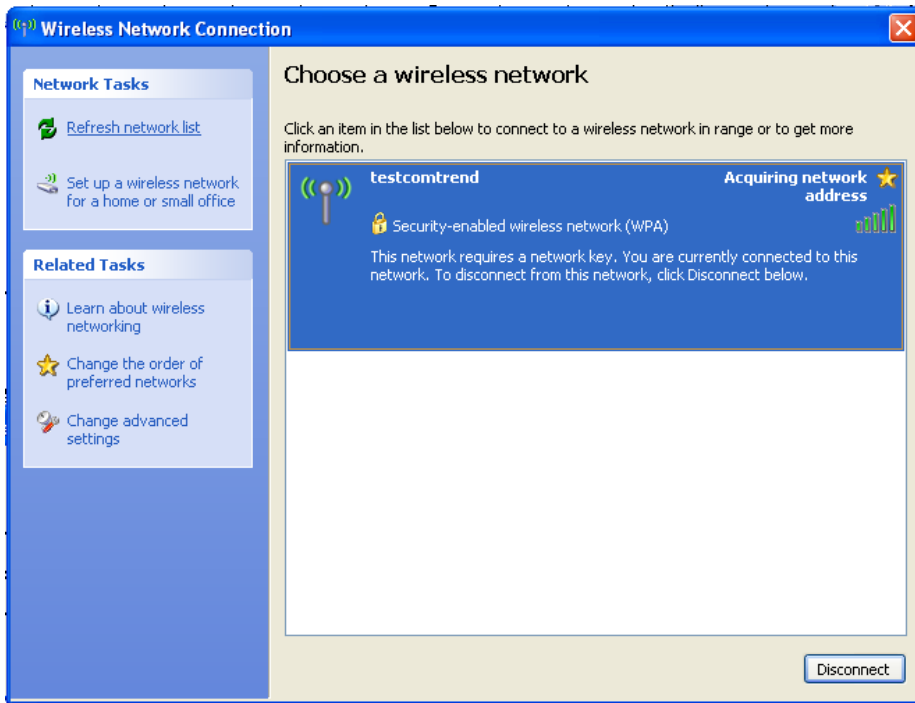 Wireless Network Connection
Network Tasks
Refresh network list
Set up a wireless network
for a home or small office
Related Tasks
Learn about wireless
networking
Change the order of
preferred networks
Change advanced
settings
Choose a wireless network
Click an item in the list below to connect to a wireless network in range or to get more
information.
testcomtrend
Acquiring network
address
Security-enabled wireless network (WPA)
This network requires a network key. You are currently connected to this
network. To disconnect from this network, click Disconnect below.
Disconnect